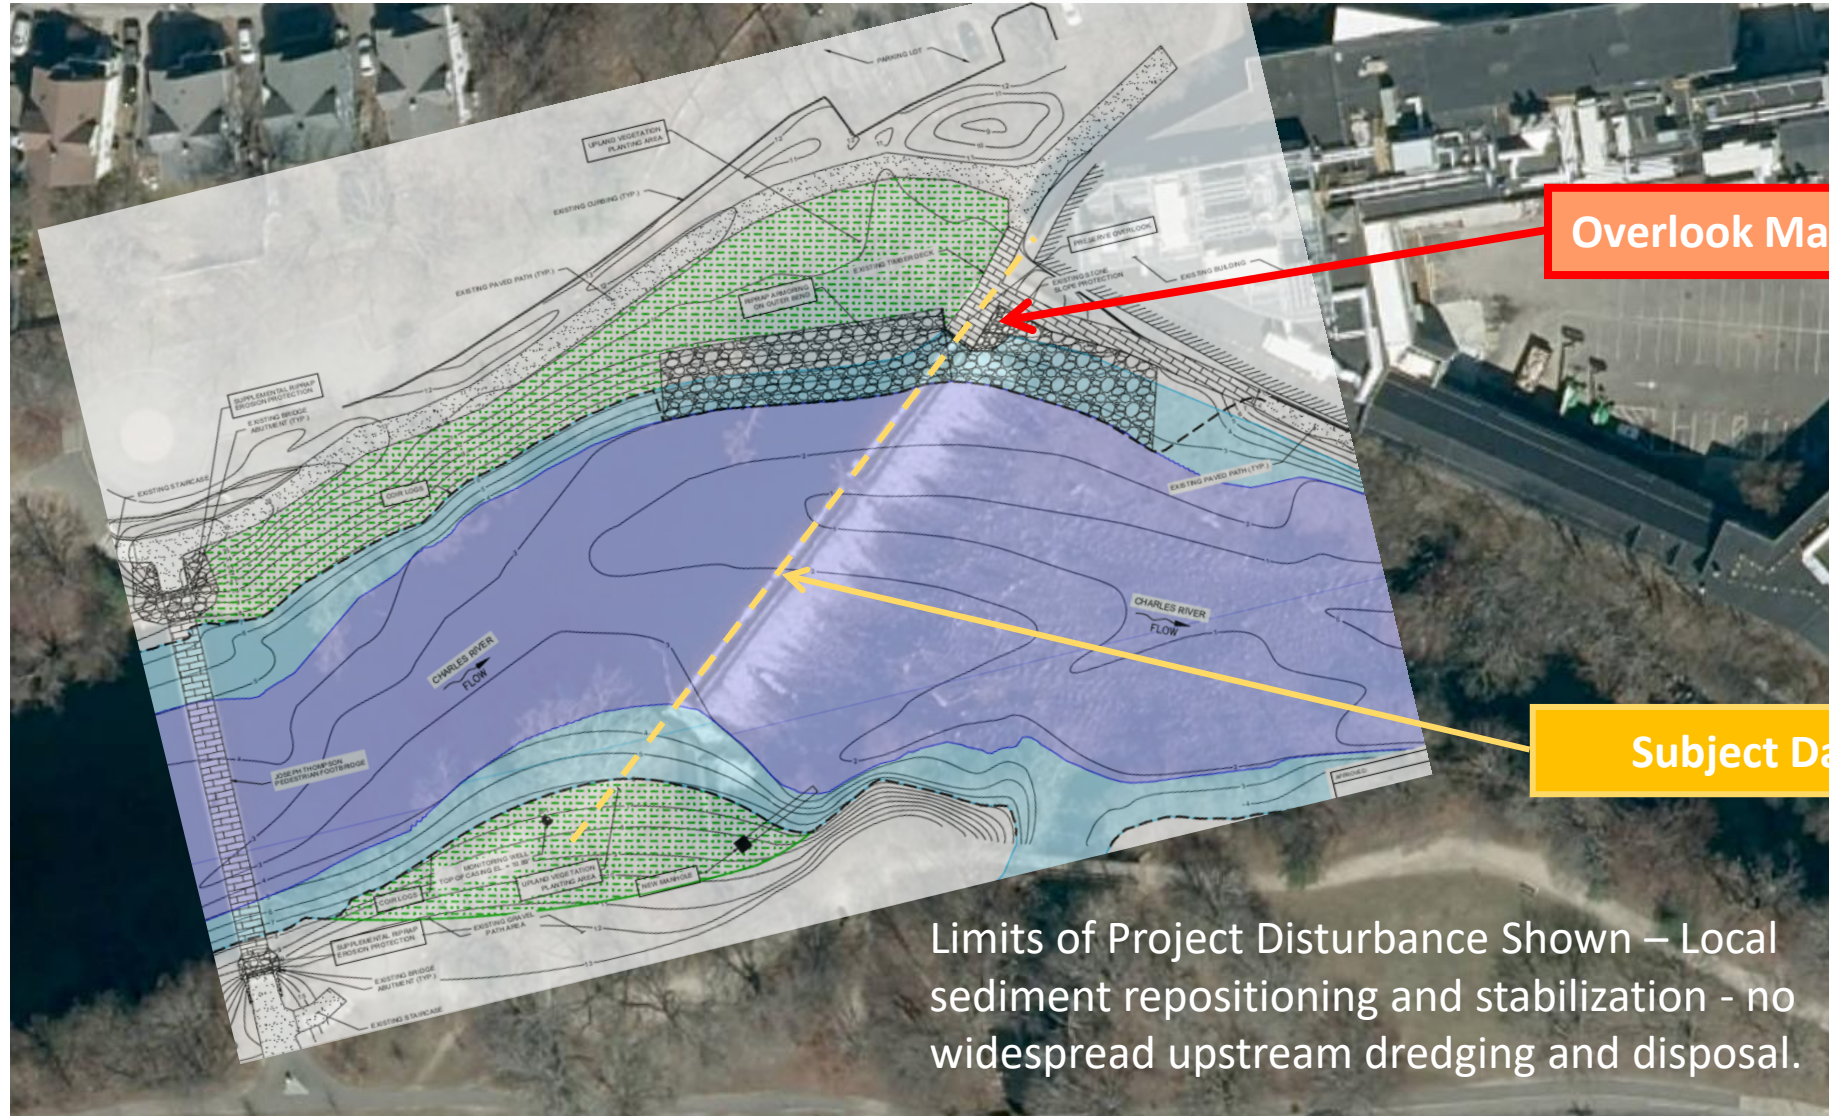 PARKING LOT
UPLAND VEGETATION
PLANTING AREA
EXISTING CURBING (TYP.)
EXISTING PAVED PATH (TYP.)
EXISTING TIMBER DECK
RIPRAP ARMORING
ON OUTER BEND
PRESERVE OVERLOOK
EXISTING STONE
SLOPE PROTECTION
EXISTING BUILDING
Overlook Ma
SUPPLEMENTAL RIPRAP
EROSION PROTECTION
EXISTING BRIDGE
ABUTMENT (TYP.)
EXISTING STAIRCASE
COIR LOGS
EXISTING PAVED PATH (TYP.)
CHARLES RIVER
FLOW
CHARLES RIVER
FLOW
Subject Da
JOSEPH THOMPSON
PEDESTRIAN FOOTBRIDGE
MONITORING WELL
TOP OF CASING EL. =
UPLAND VEGETATION
PLANTING AREA
NEW MANHOLE
COIR LOGS
SUPPLEMENTAL RIPRAP
EROSION PROTECTION
EXISTING GRAVEL
PATH AREA
EXISTING BRIDGE
ABUTMENT (TYP.)
EXISTING STAIRCASE
Limits of Project Disturbance Shown – Local
sediment repositioning and stabilization - no
widespread upstream dredging and disposal.